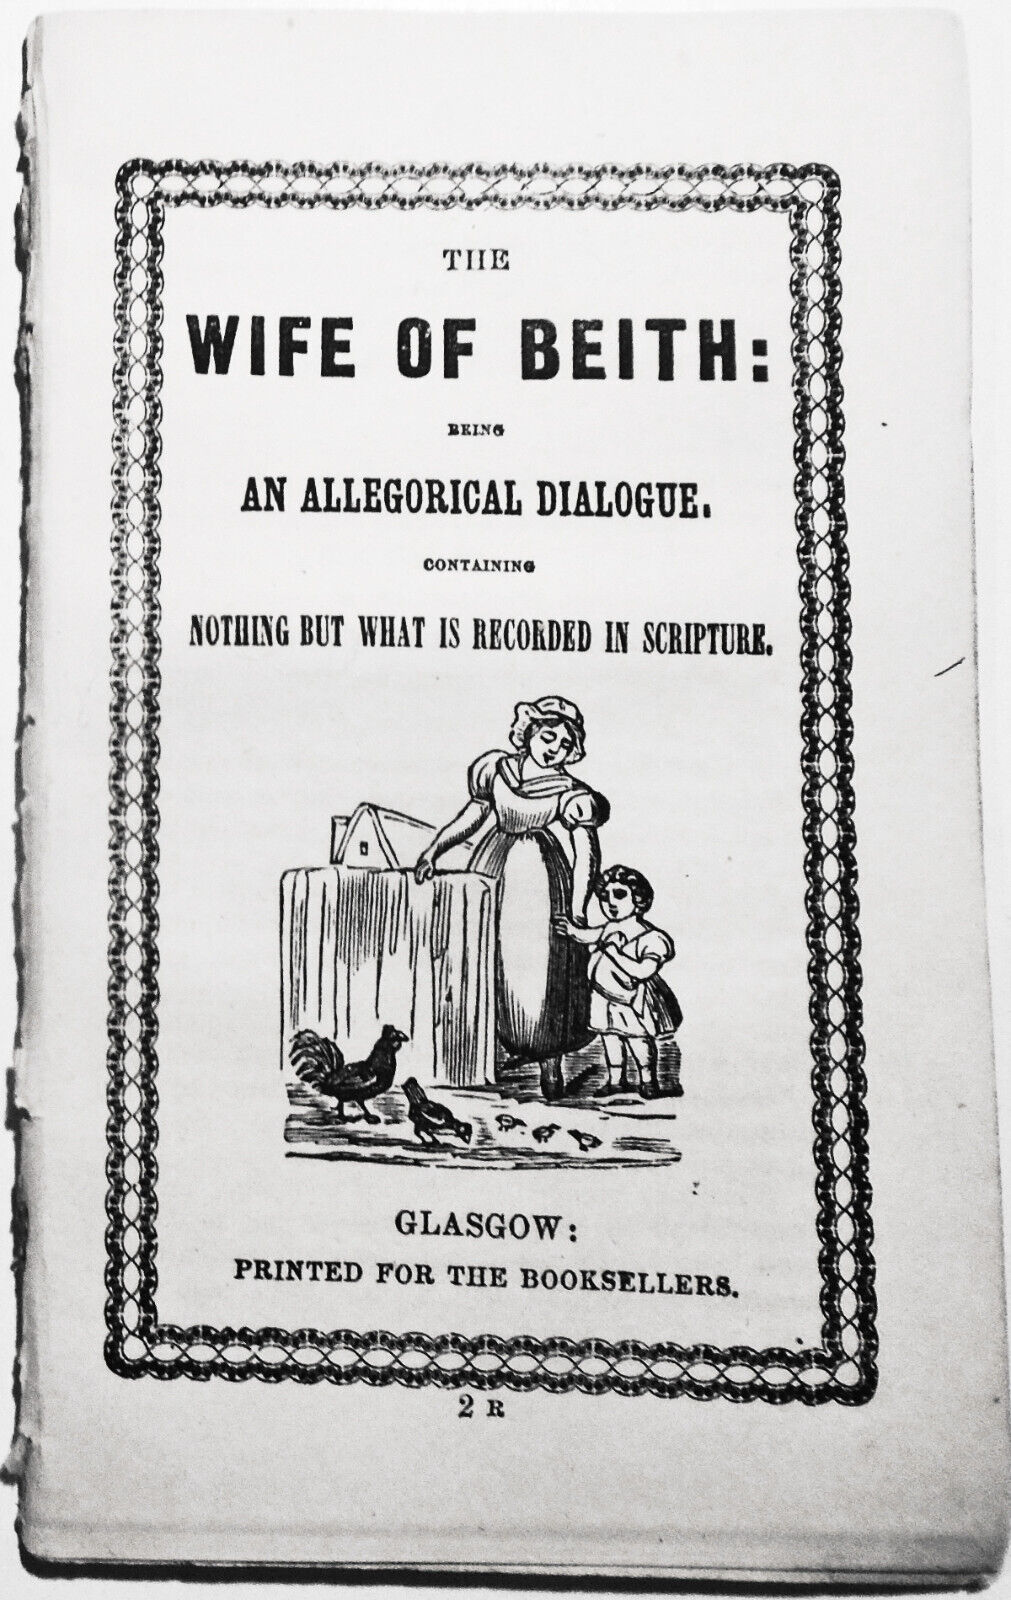 THE
WIFE OF BEITH:
BEING
AN ALLEGORICAL DIALOGUE.
CONTAINING
NOTHING BUT WHAT IS RECORDED IN SCRIPTURE.
GLASGOW:
PRINTED FOR THE BOOKSELLERS.
2 R